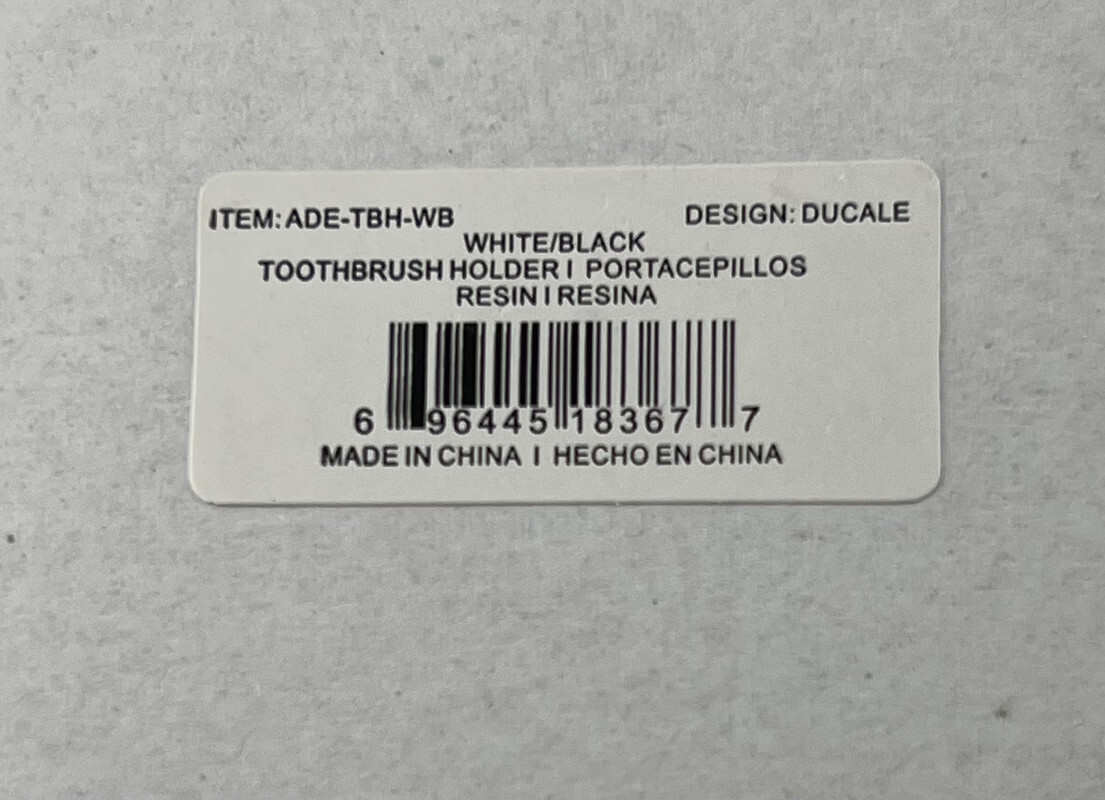 ITEM: ADE-TBH-WB DESIGN: DUCALE
WHITE/BLACK
TOOTHBRUSH HOLDER I PORTACEPILLOS
RESIN I RESINA
6 96445 18367 7
MADE IN CHINA I HECHO EN CHINA